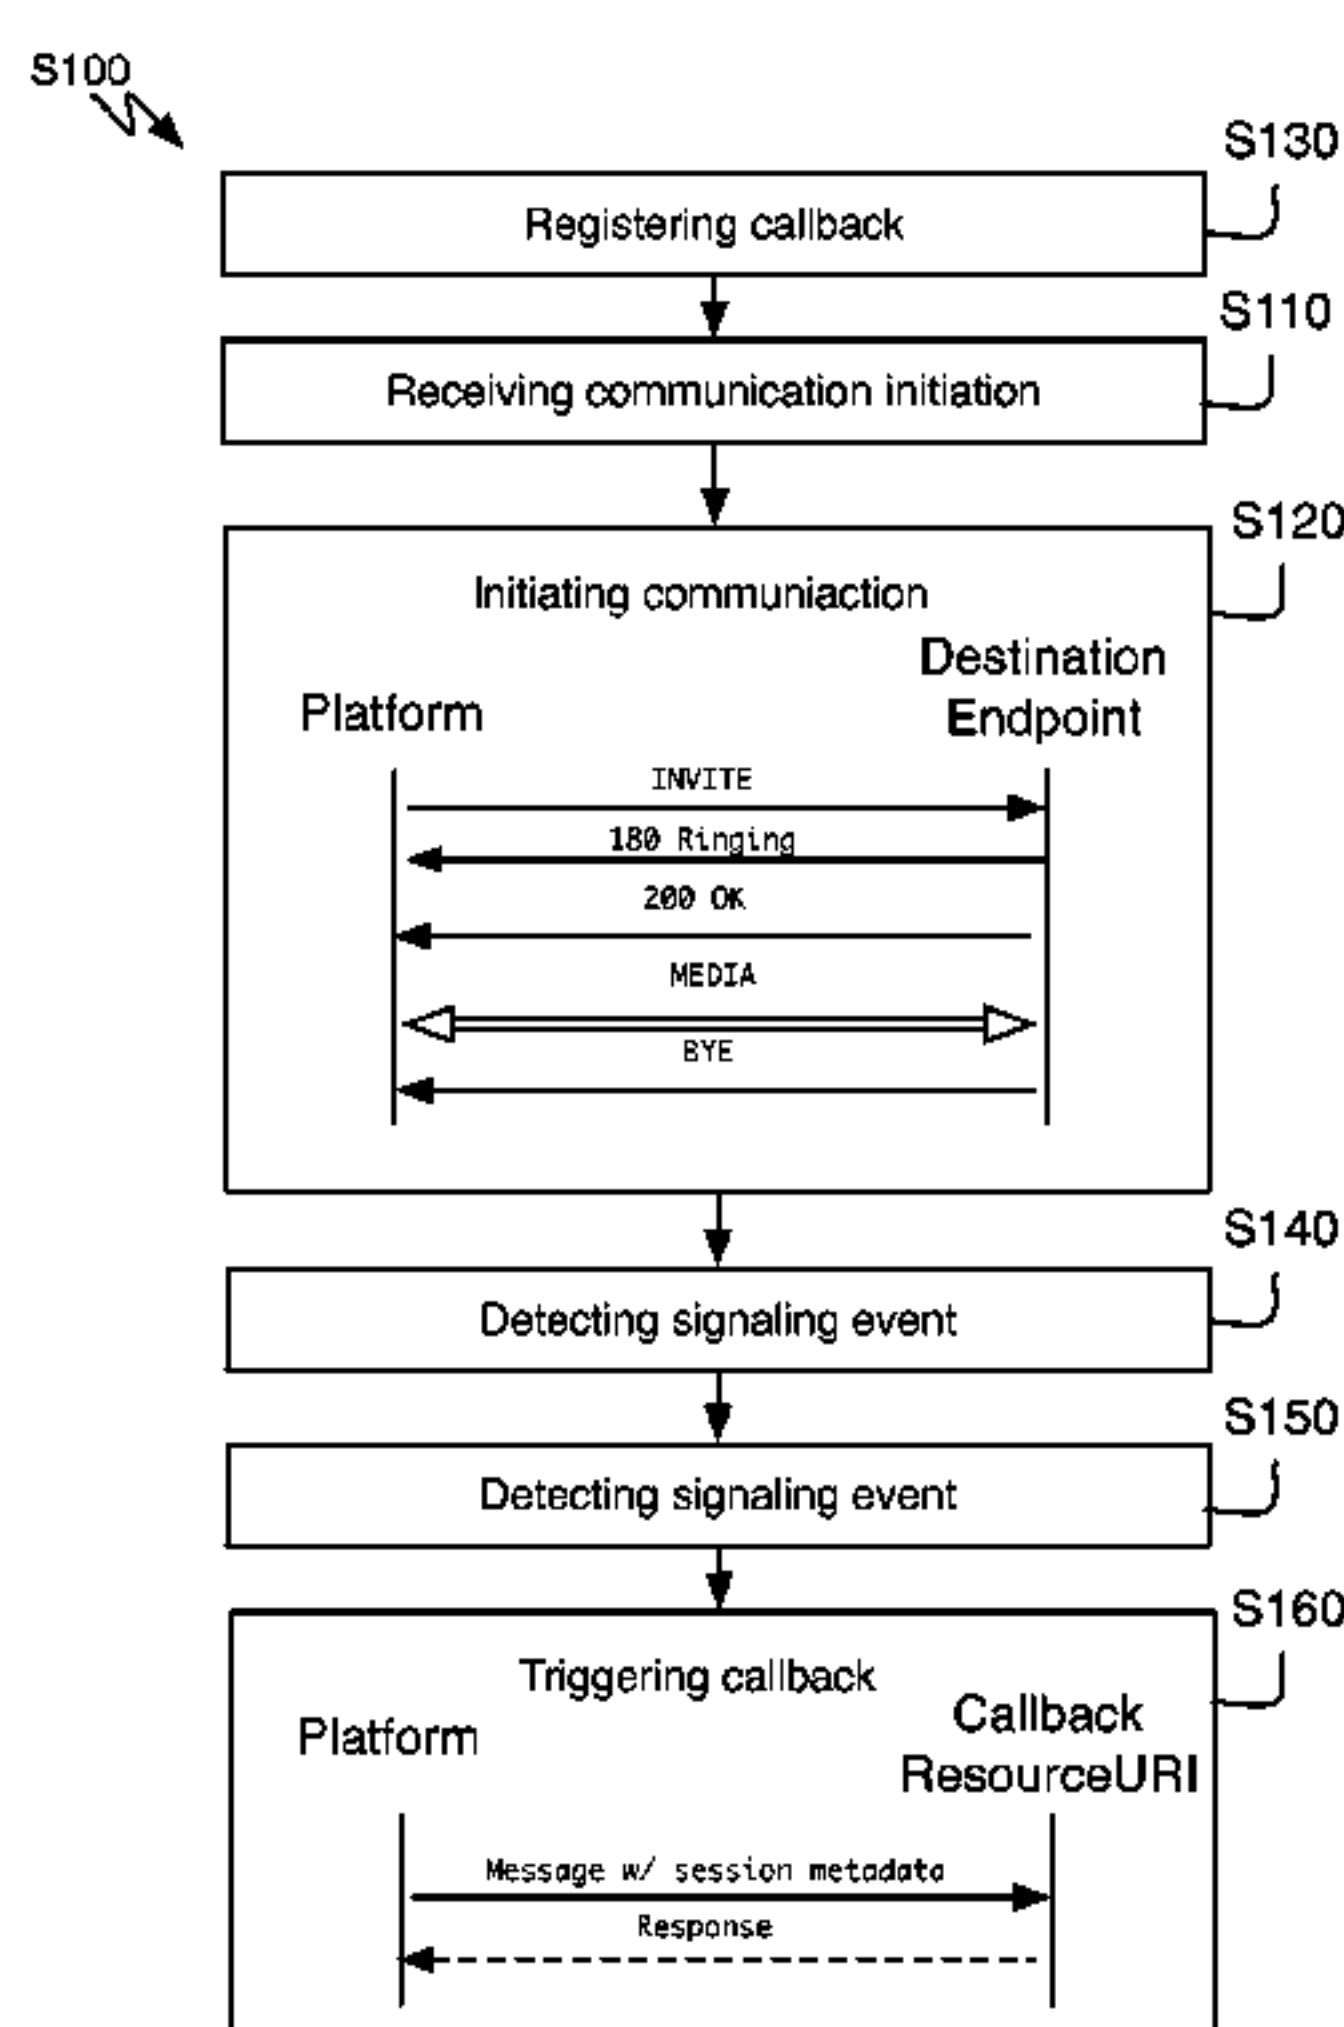 S100
S130
Registering callback
S110
Receiving communication initiation
S120
Initiating communiaction
Destination
Endpoint
Platform
INVITE
180 Ringing
200 OK
MEDIA
BYE
S140
Detecting signaling event
S150
Detecting signaling event
S160
Triggering callback
Platform
Callback
ResourceURI
Message w/ session metadata
Response